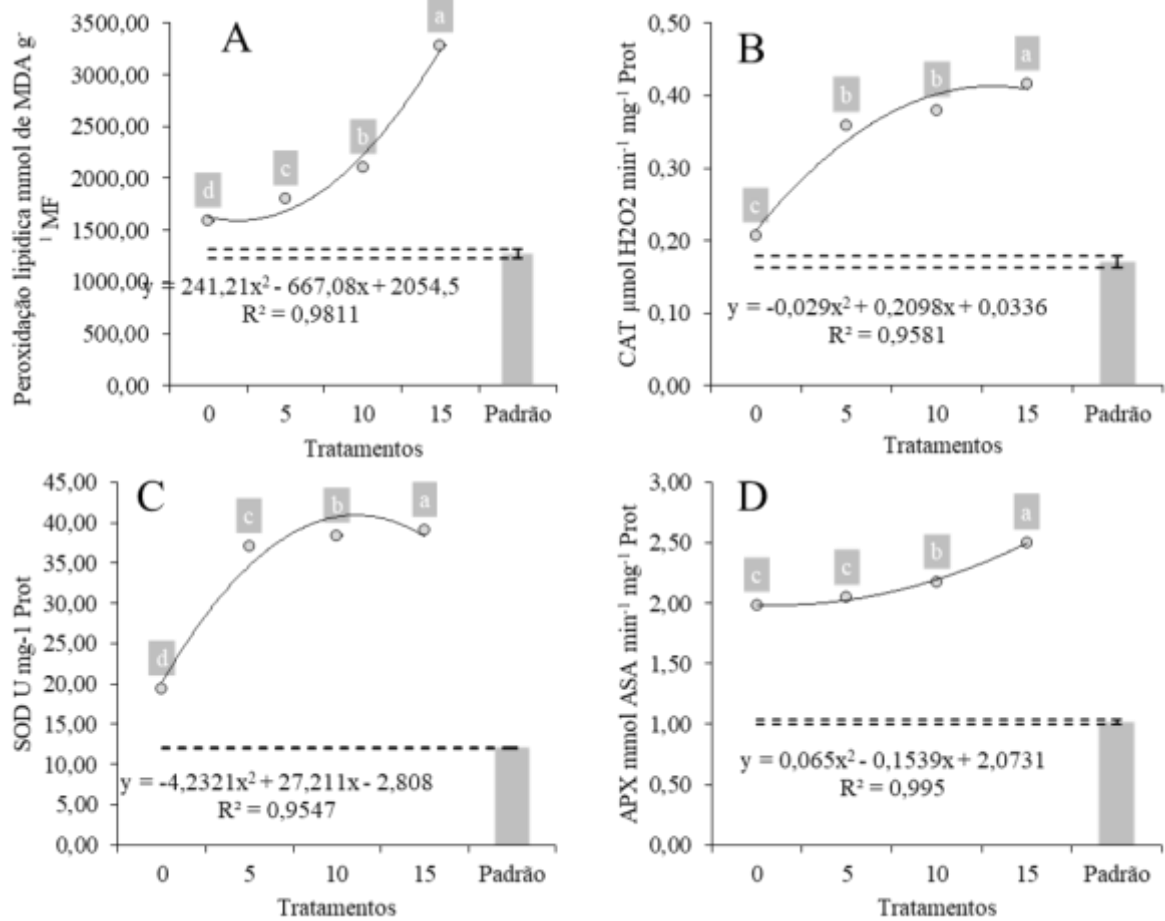 A
Peroxidação lipídica mmol de MDA g-
1 MF
3500,00
3000,00
2500,00
2000,00
1500,00
1000,00
500,00
0,00
a
b
c
d
y = 241,21x² - 667,08x + 2054,5
R² = 0,9811
0 5 10 15 Padrão
Tratamentos
B
CAT µmol H2O2 min-1 mg-1 Prot
0,50
0,40
0,30
0,20
0,10
0,00
a
b
b
c
y = -0,029x² + 0,2098x + 0,0336
R² = 0,9581
0 5 10 15 Padrão
Tratamentos
C
SOD U mg-1 Prot
45,00
40,00
35,00
30,00
25,00
20,00
15,00
10,00
5,00
0,00
a
b
c
d
y = -4,2321x² + 27,211x - 2,808
R² = 0,9547
0 5 10 15 Padrão
Tratamentos
D
APX mmol ASA min-1 mg-1 Prot
3,00
2,50
2,00
1,50
1,00
0,50
0,00
a
b
c
c
y = 0,065x² - 0,1539x + 2,0731
R² = 0,995
0 5 10 15 Padrão
Tratamentos